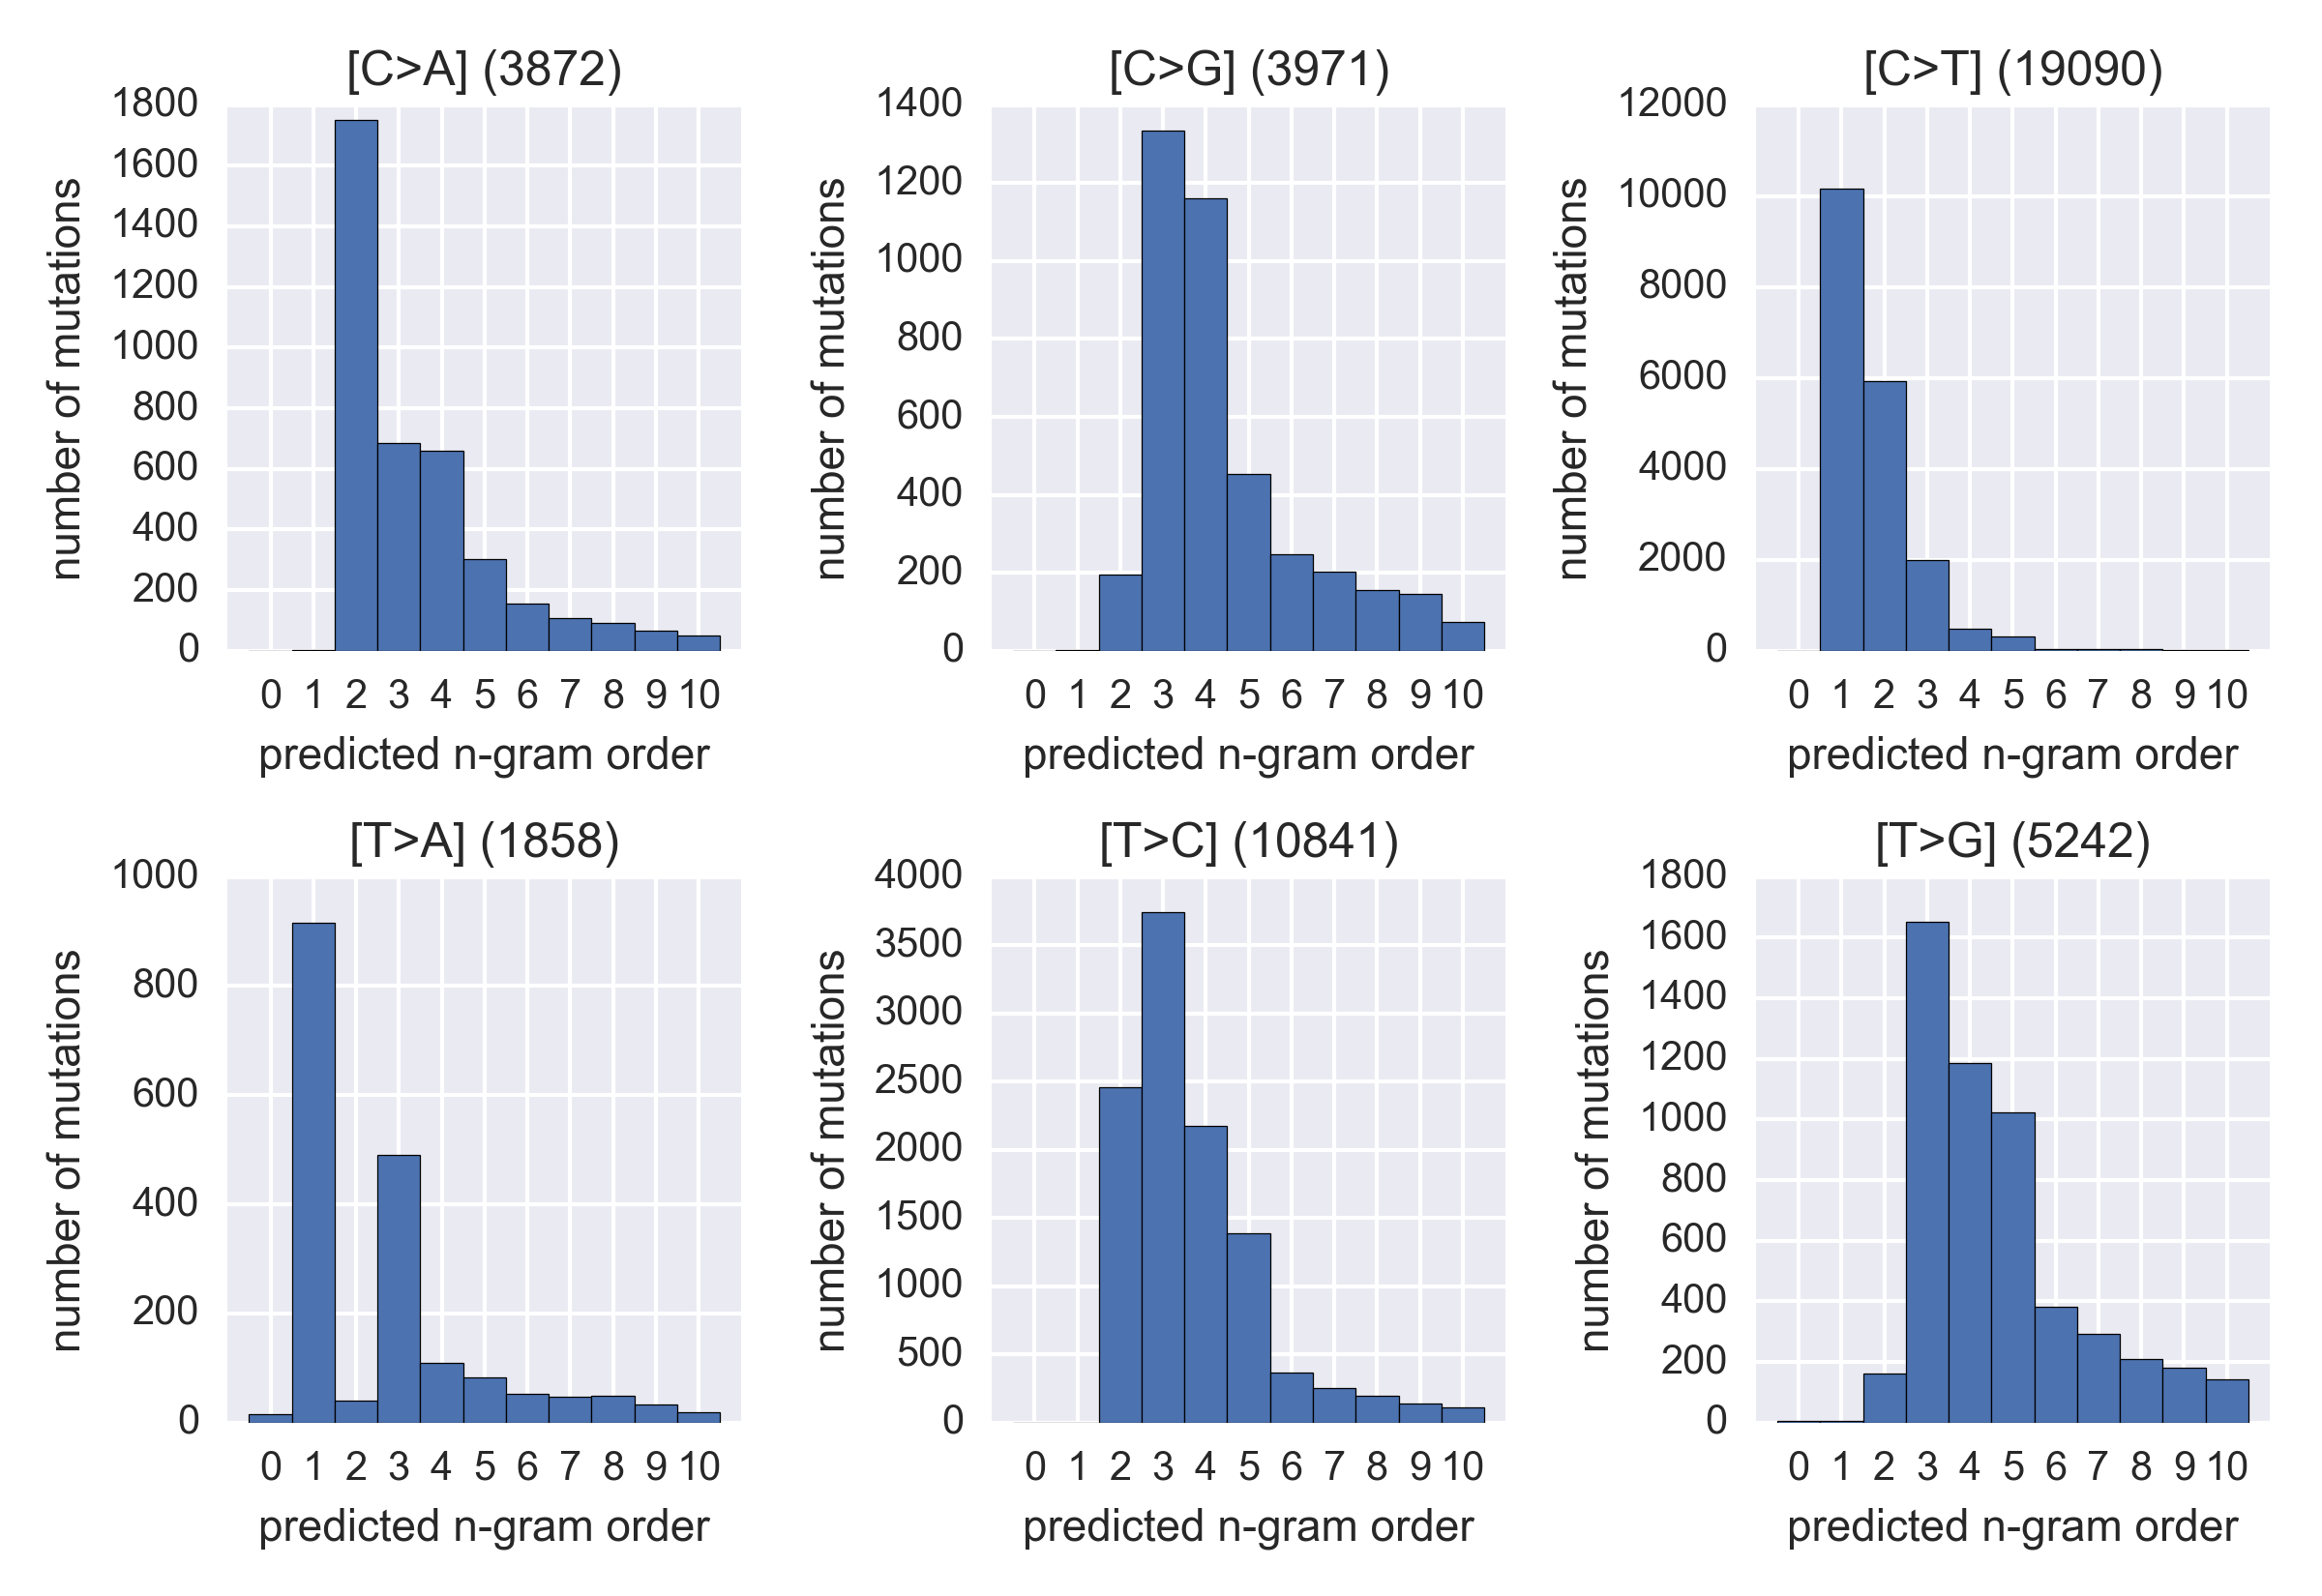 [C>A] (3872)
number of mutations
1800
1600
1400
1200
1000
800
600
400
200
0
0 1 2 3 4 5 6 7 8 9 10
predicted n-gram order
[C>G] (3971)
number of mutations
1400
1200
1000
800
600
400
200
0
0 1 2 3 4 5 6 7 8 9 10
predicted n-gram order
[C>T] (19090)
number of mutations
12000
10000
8000
6000
4000
2000
0
0 1 2 3 4 5 6 7 8 9 10
predicted n-gram order
[T>A] (1858)
number of mutations
1000
800
600
400
200
0
0 1 2 3 4 5 6 7 8 9 10
predicted n-gram order
[T>C] (10841)
number of mutations
4000
3500
3000
2500
2000
1500
1000
500
0
0 1 2 3 4 5 6 7 8 9 10
predicted n-gram order
[T>G] (5242)
number of mutations
1800
1600
1400
1200
1000
800
600
400
200
0
0 1 2 3 4 5 6 7 8 9 10
predicted n-gram order